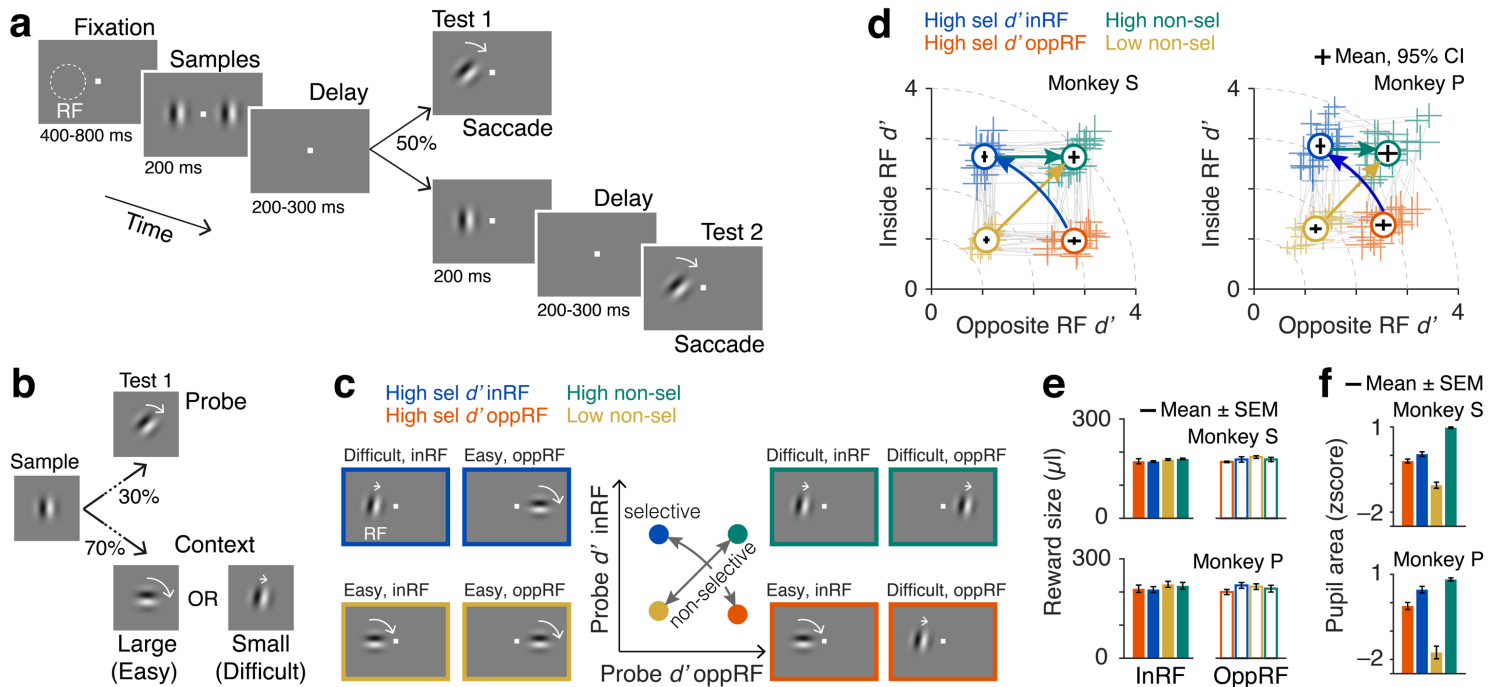 a
Fixation
RF
400-800 ms
Samples
200 ms
Delay
200-300 ms
50%
Time
Test 1
Saccade
200 ms
Delay
200-300 ms
Test 2
Saccade
b
Sample
Test 1
Probe
30%
70%
Context
OR
Large
(Easy)
Small
(Difficult)
c
High sel d’ inRF
High non-sel
High sel d’ oppRF
Low non-sel
Difficult, inRF
Easy, oppRF
RF
Easy, inRF
Easy, oppRF
Probe d’ inRF
selective
non-selective
Probe d’ oppRF
Difficult, inRF
Difficult, oppRF
Easy, inRF
Difficult, oppRF
d
High sel d’ inRF
High non-sel
High sel d’ oppRF
Low non-sel
Mean, 95% CI
Monkey S
Monkey P
4
Inside RF d’
0
0
4
Opposite RF d’
4
Inside RF d’
0
0
4
Opposite RF d’
e
Mean ± SEM
300
Monkey S
0
Reward size (µl)
300
Monkey P
0
InRF
OppRF
f
Mean ± SEM
Monkey S
1
−2
Pupil area (zscore)
Monkey P
1
−2